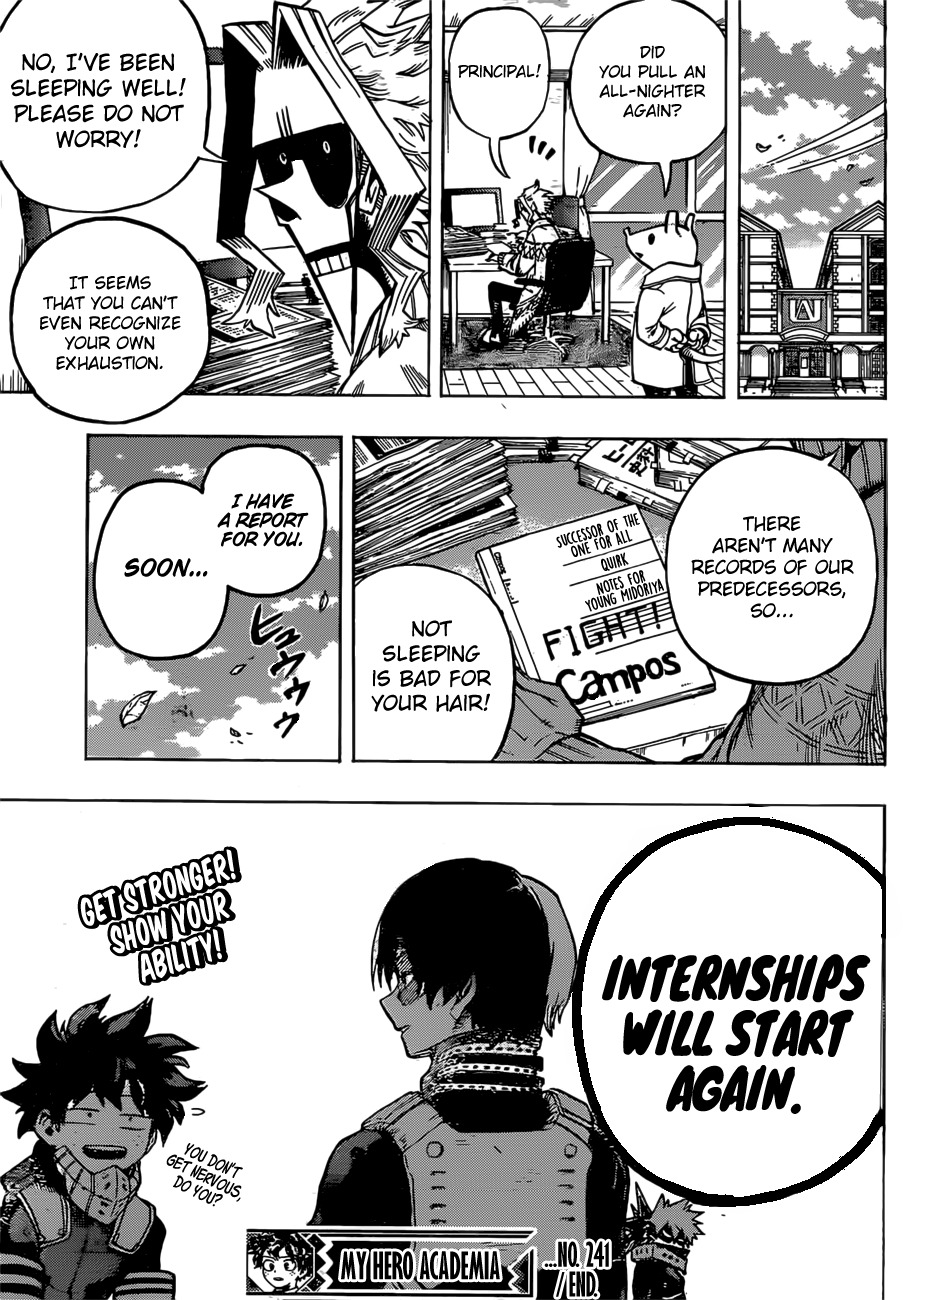 DID
YOU PULL AN
ALL-NIGHTER
AGAIN?
PRINCIPAL!
NO, I'VE BEEN
SLEEPING WELL!
PLEASE DO NOT
WORRY!
IT SEEMS
THAT YOU CAN'T
EVEN RECOGNIZE
YOUR OWN
EXHAUSTION.
THERE
AREN'T MANY
RECORDS OF OUR
PREDECESSORS,
SO...
SUCCESSOR OF THE
ONE FOR ALL
QUIRK
NOTES FOR
YOUNG MIDORIYA
FIGHT!
Campos
NOT
SLEEPING
IS BAD FOR
YOUR HAIR!
I HAVE
A REPORT
FOR YOU.
SOON...
ヒュウウゥゥ
INTERNSHIPS
WILL START
AGAIN.
GET STRONGER!
SHOW YOUR
ABILITY!
YOU DON'T
GET NERVOUS,
DO YOU?
MY HERO ACADEMIA
...NO. 241
/ END.